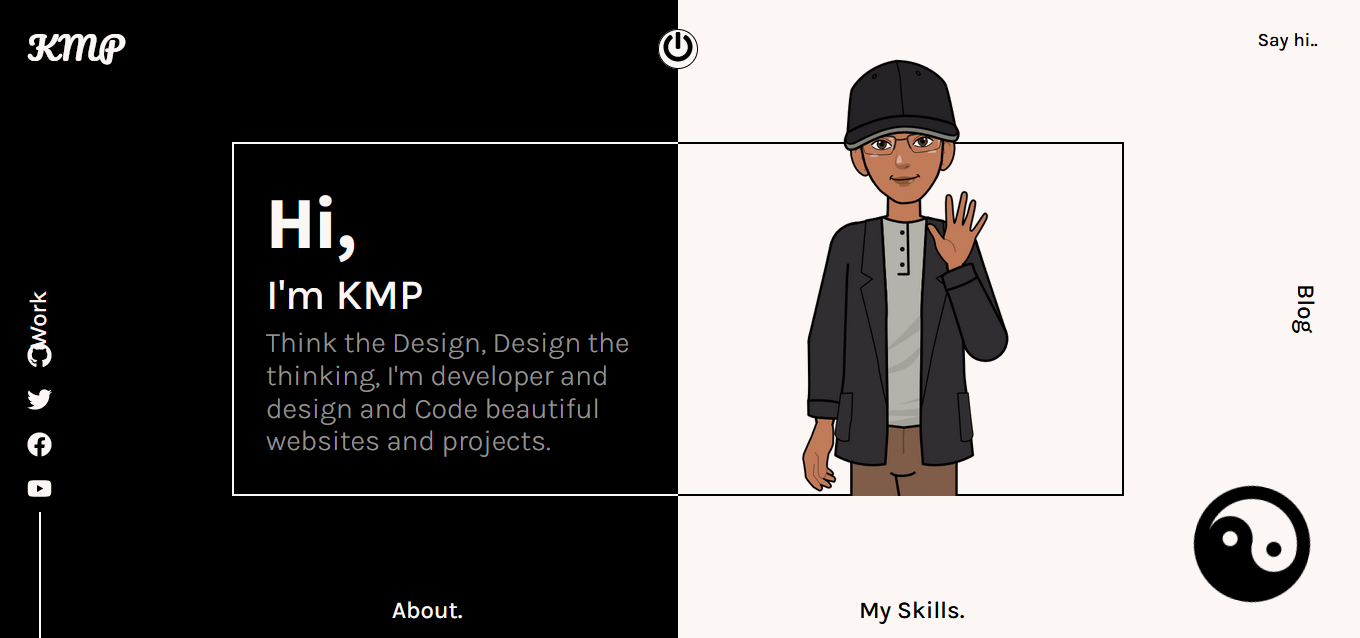 KMP
Say hi..
Hi,
I'm KMP
Think the Design, Design the
thinking, I'm developer and
design and Code beautiful
websites and projects.
Work
Blog
About.
My Skills.